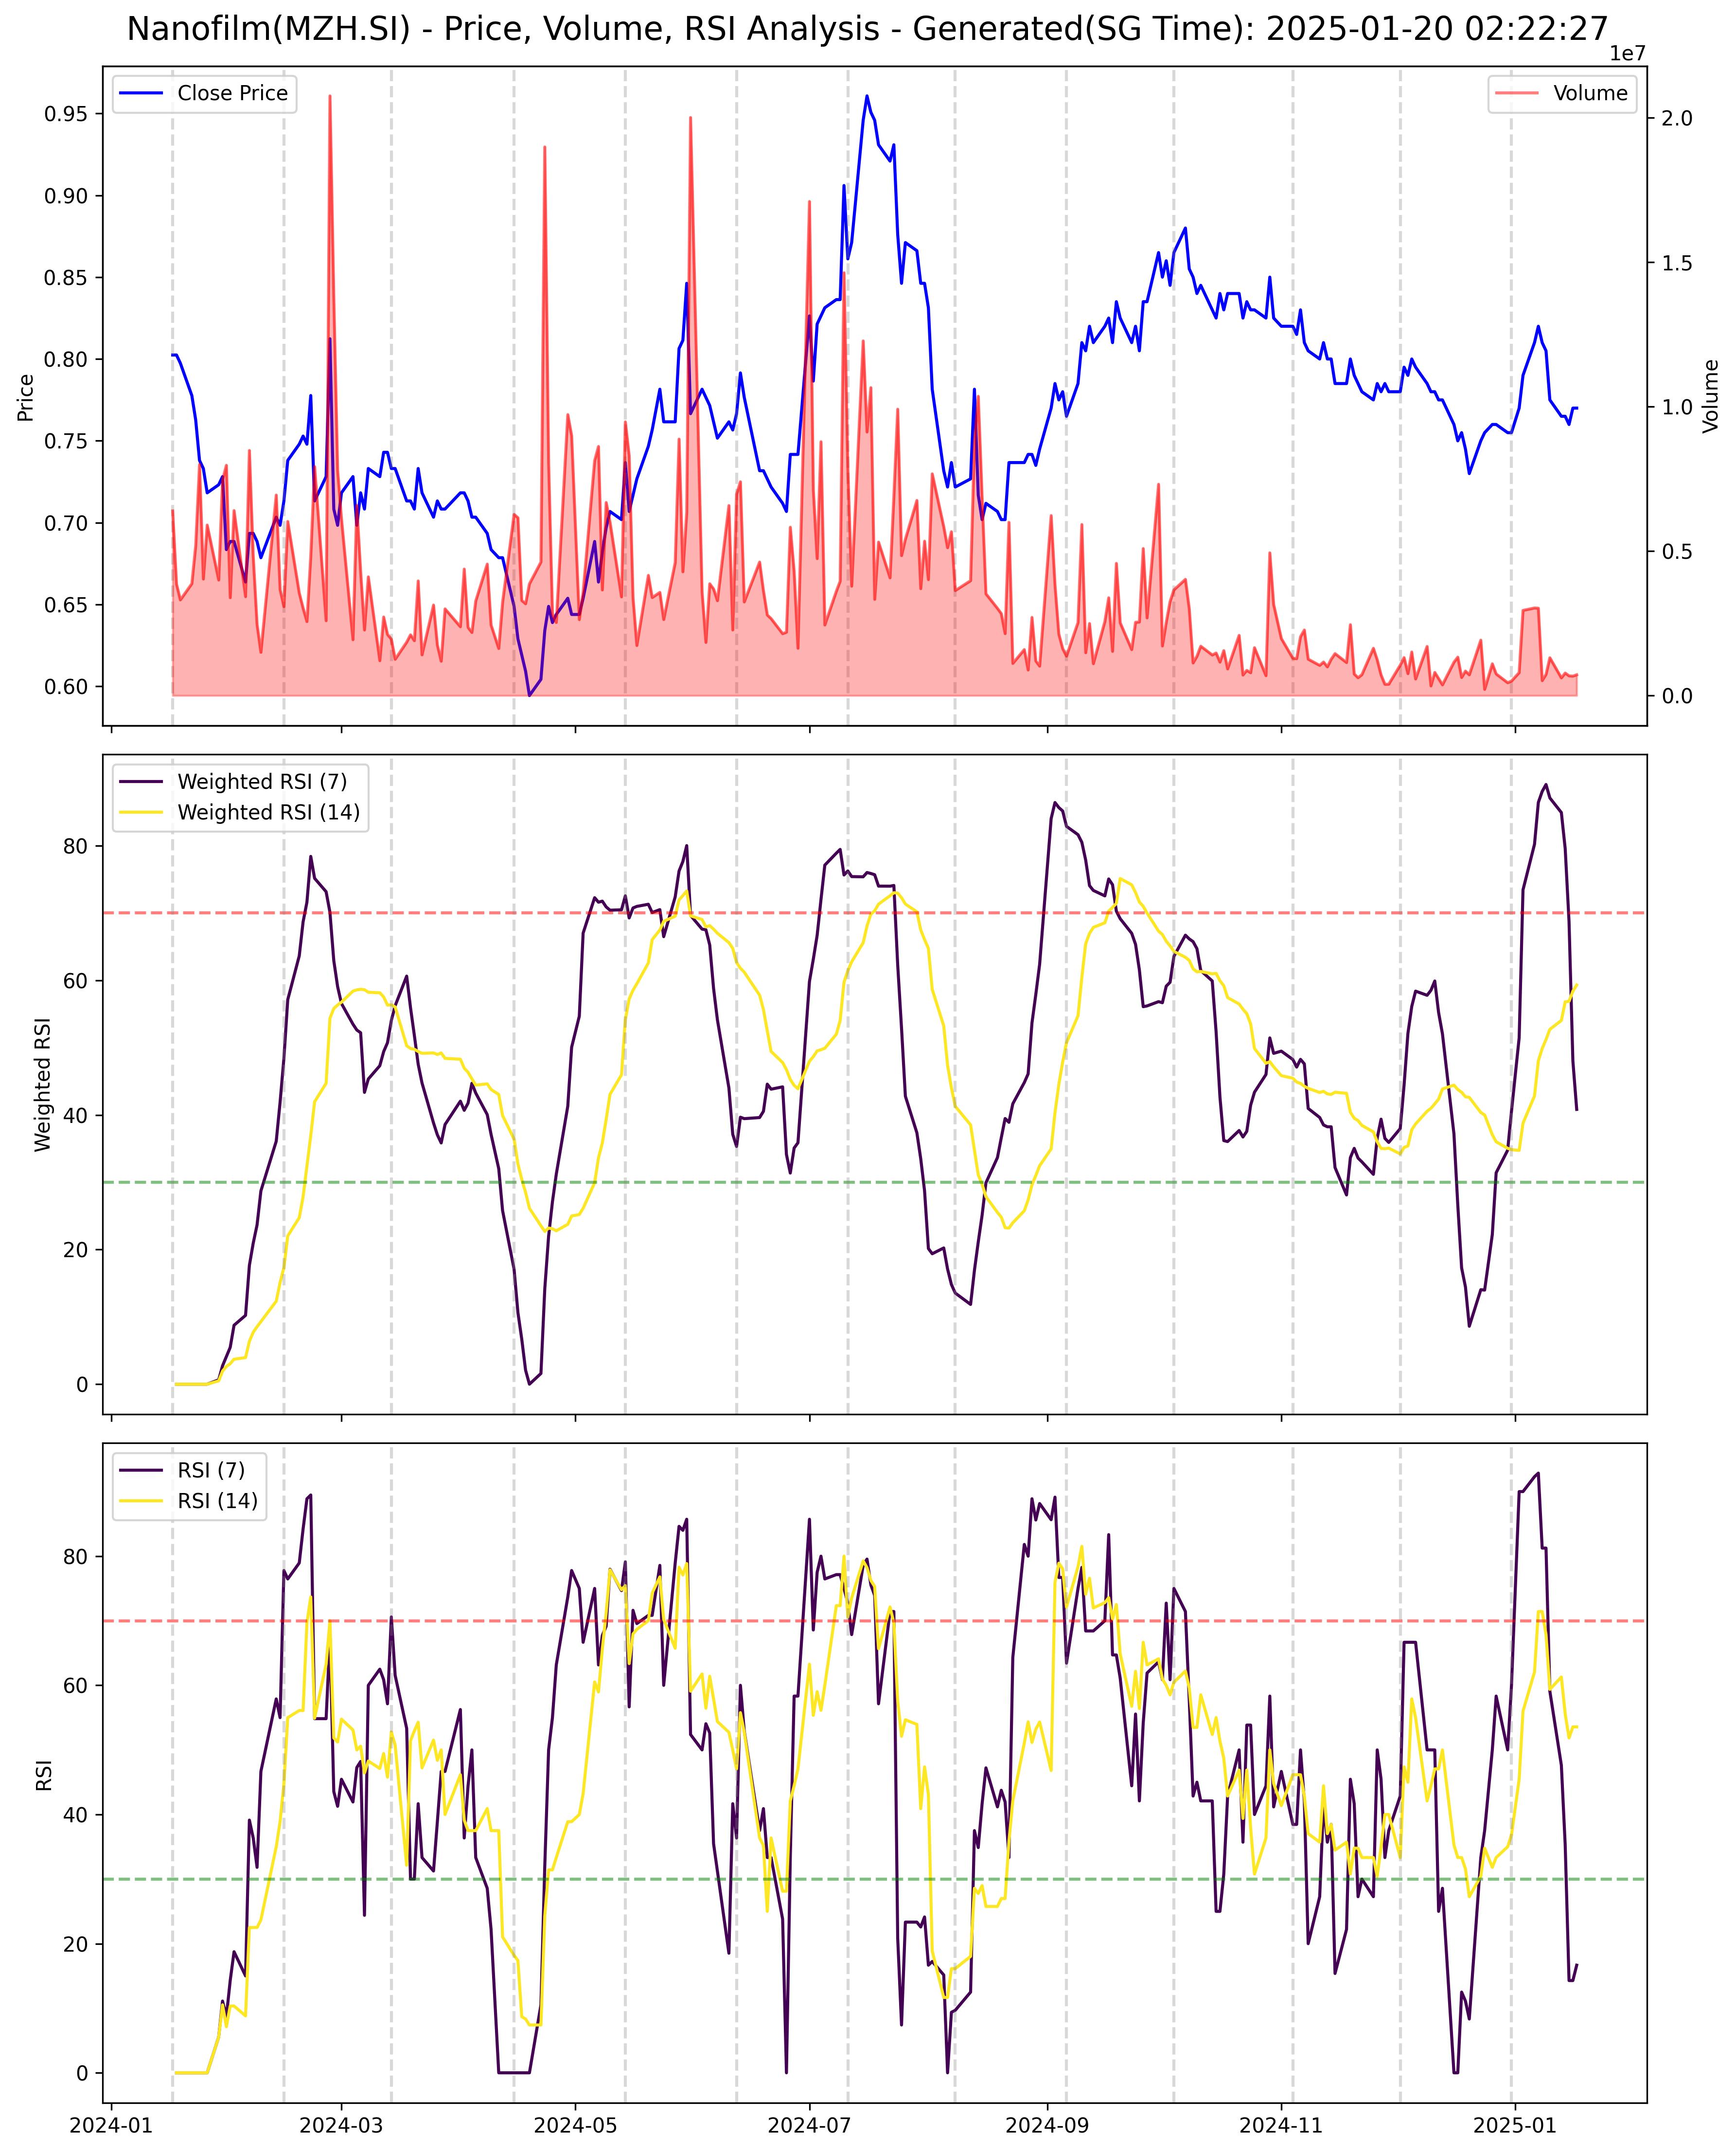 Nanofilm(MZH.SI) - Price, Volume, RSI Analysis - Generated(SG Time): 2025-01-20 02:22:27
1e7
Close Price
Volume
0.95
0.90
0.85
0.80
0.75
0.70
0.65
0.60
Price
2.0
1.5
1.0
0.5
0.0
Volume
Weighted RSI (7)
Weighted RSI (14)
80
60
40
20
0
Weighted RSI
RSI (7)
RSI (14)
80
60
40
20
0
RSI
2024-01
2024-03
2024-05
2024-07
2024-09
2024-11
2025-01